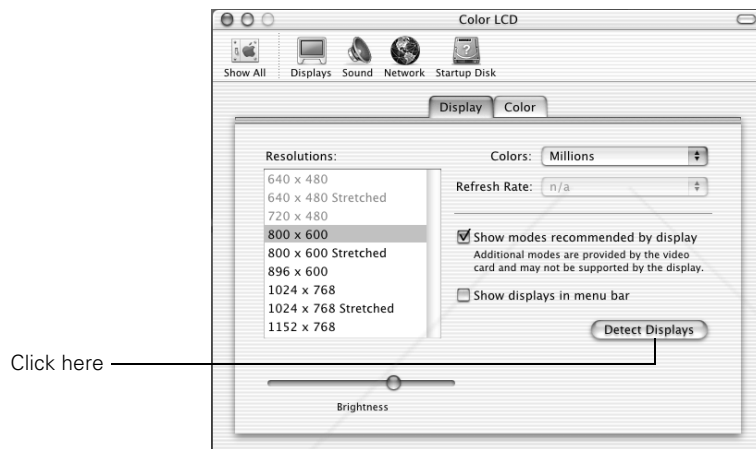 Color LCD
Show All
Displays
Sound
Network
Startup Disk
Display
Color
Resolutions:
640 x 480
640 x 480 Stretched
720 x 480
800 x 600
800 x 600 Stretched
896 x 600
1024 x 768
1024 x 768 Stretched
1152 x 768
Colors: Millions
Refresh Rate: n/a
Show modes recommended by display
Additional modes are provided by the video
card and may not be supported by the display.
Show displays in menu bar
Detect Displays
Click here
Brightness